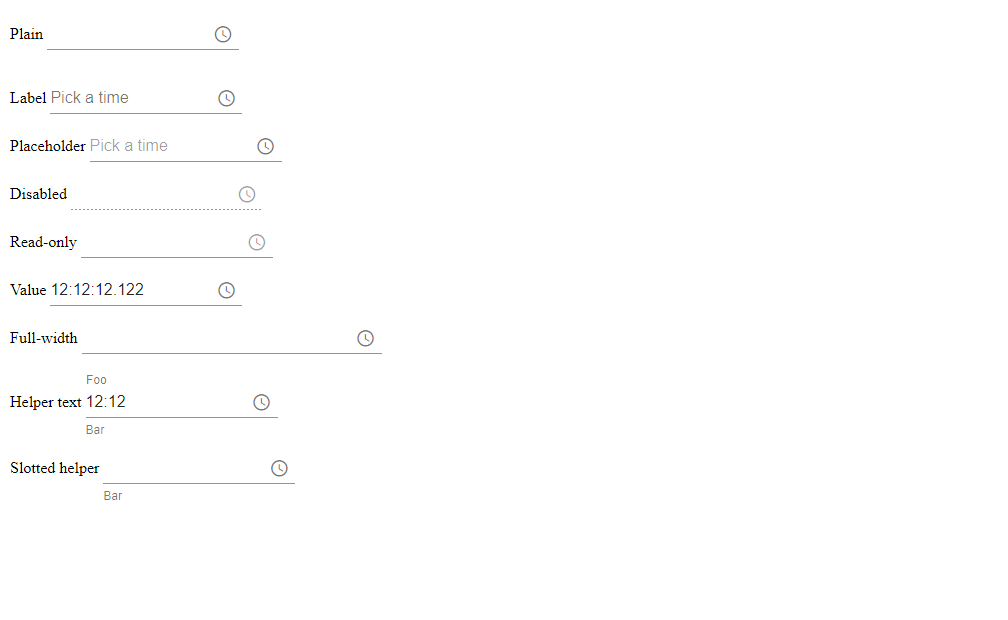 Plain
Label Pick a time
Placeholder Pick a time
Disabled
Read-only
Value 12:12:12.122
Full-width
Foo
Helper text 12:12
Bar
Slotted helper
Bar